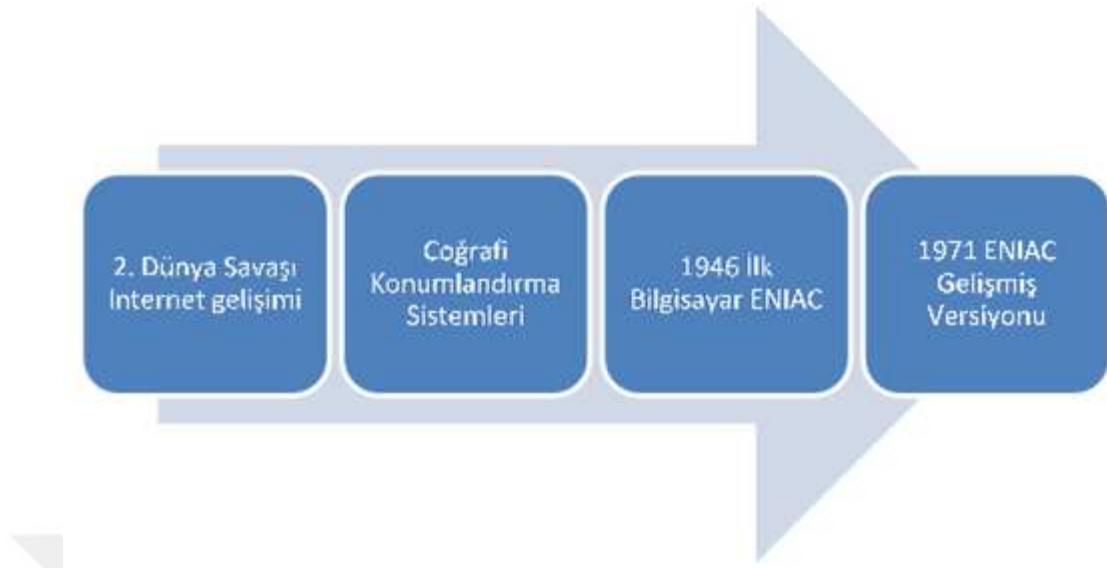 2. Dünya Savaşı
Internet gelişimi
Coğrafi
Konumlandırma
Sistemleri
1946 İlk
Bilgisayar ENIAC
1971 ENIAC
Gelişmiş
Versiyonu